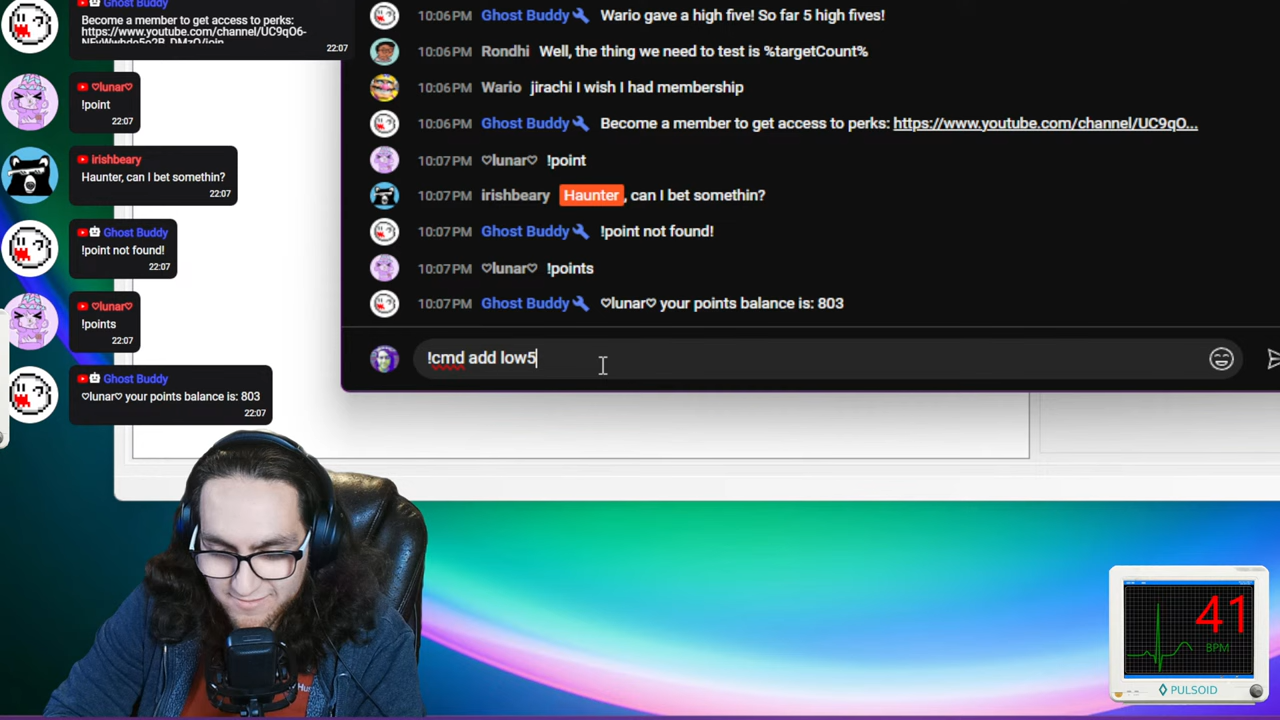 Ghost Buddy
Become a member to get access to perks:
https://www.youtube.com/channel/UC9qO6-
22:07
♡lunar♡
!point
22:07
irishbeary
Haunter, can I bet somethin?
22:07
Ghost Buddy
!point not found!
22:07
♡lunar♡
!points
22:07
Ghost Buddy
♡lunar♡ your points balance is: 803
22:07
10:06PM Ghost Buddy Wario gave a high five! So far 5 high fives!
10:06PM Rondhi Well, the thing we need to test is %targetCount%
10:06PM Wario jirachi I wish I had membership
10:06PM Ghost Buddy Become a member to get access to perks: https://www.youtube.com/channel/UC9qO...
10:07PM ♡lunar♡ !point
10:07PM irishbeary Haunter, can I bet somethin?
10:07PM Ghost Buddy !point not found!
10:07PM ♡lunar♡ !points
10:07PM Ghost Buddy ♡lunar♡ your points balance is: 803
!cmd add low5
41
BPM
PULSOID